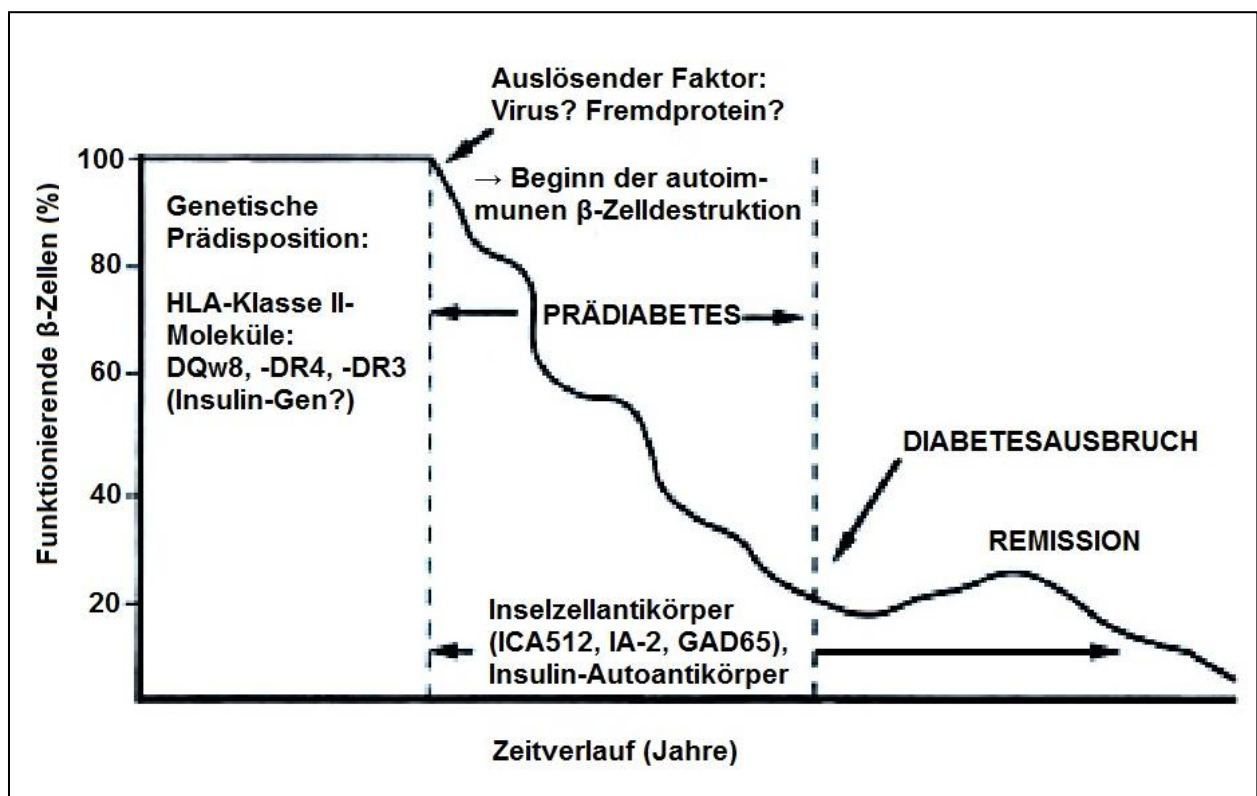 Auslösender Faktor:
Virus? Fremdprotein?
→ Beginn der autoim-
munen β-Zelldestruktion
Funktionierende β-Zellen (%)
100
80
60
40
20
Genetische
Prädisposition:
HLA-Klasse II-
Moleküle:
DQw8, -DR4, -DR3
(Insulin-Gen?)
PRÄDIABETES
DIABETESAUSBRUCH
REMISSION
Inselzellantikörper
(ICA512, IA-2, GAD65),
Insulin-Autoantikörper
Zeitverlauf (Jahre)